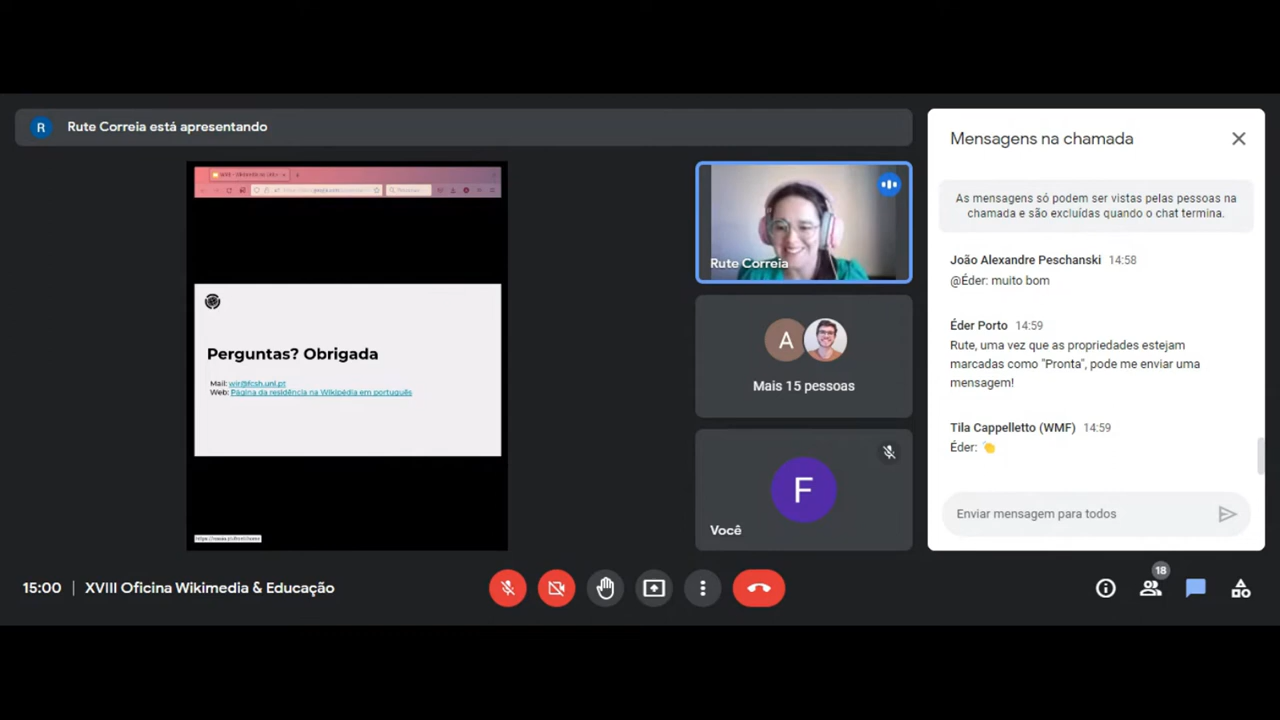 R
Rute Correia está apresentando
Perguntas? Obrigada
Mail: wir@fcsh.unl.pt
Web: Página da residência na Wikipédia em português
Rute Correia
A
Mais 15 pessoas
F
Você
Mensagens na chamada
As mensagens só podem ser vistas pelas pessoas na
chamada e são excluídas quando o chat termina.
João Alexandre Peschanski 14:58
@Éder: muito bom
Éder Porto 14:59
Rute, uma vez que as propriedades estejam
marcadas como "Pronta", pode me enviar uma
mensagem!
Tila Cappelletto (WMF) 14:59
Éder: 👏
Enviar mensagem para todos
15:00 | XVIII Oficina Wikimedia & Educação
18